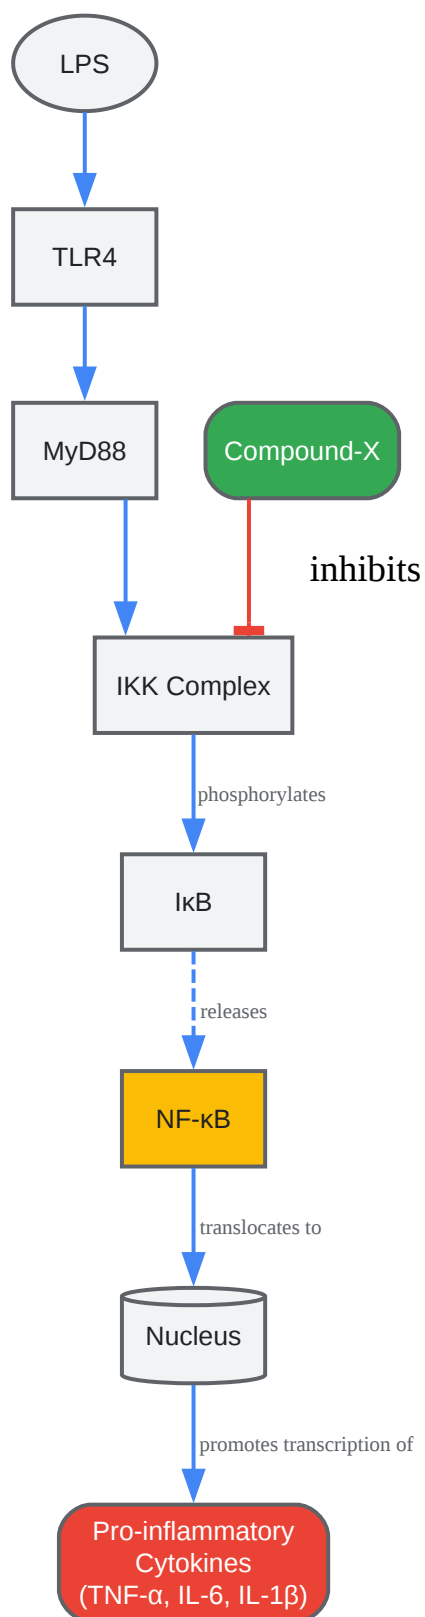 LPS
TLR4
MyD88
Compound-X
inhibits
IKK Complex
phosphorylates
IκB
releases
NF-κB
translocates to
Nucleus
promotes transcription of
Pro-inflammatory
Cytokines
(TNF-α, IL-6, IL-1β)